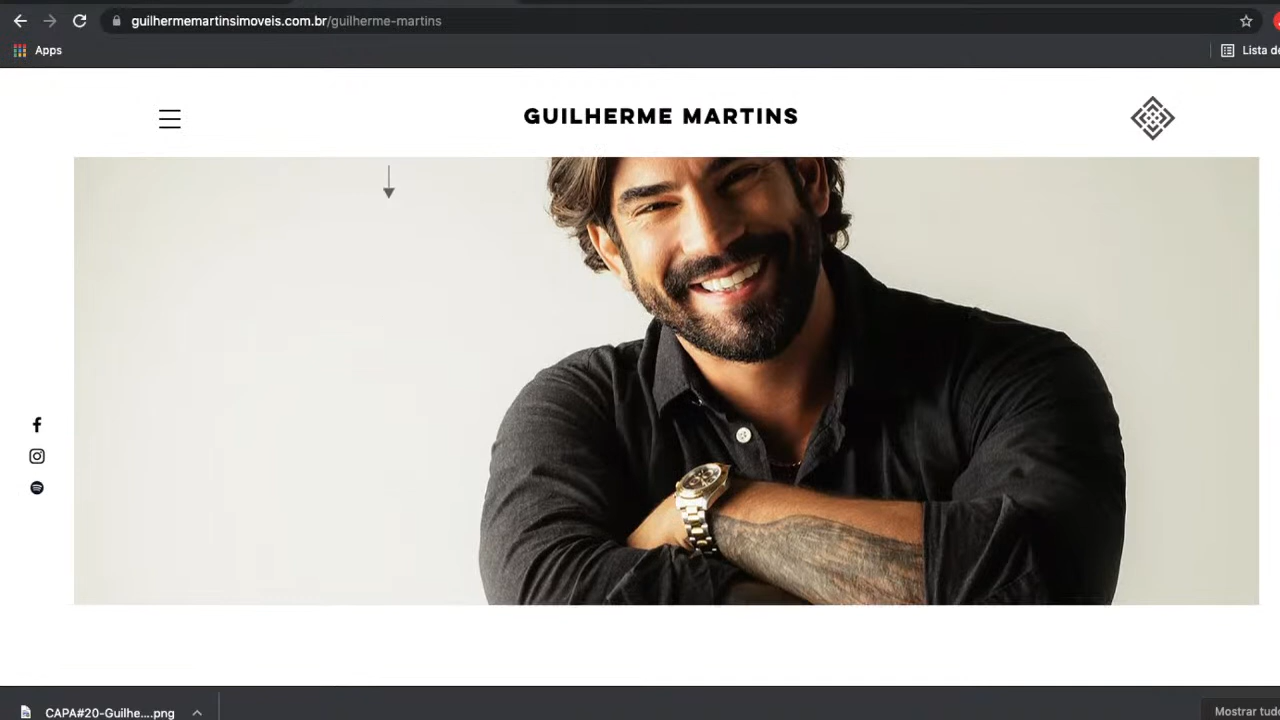 guilhermemartinsimoveis.com.br/guilherme-martins
Apps
Lista de
GUILHERME MARTINS
CAPA#20-Guilhe....png
Mostrar tudo